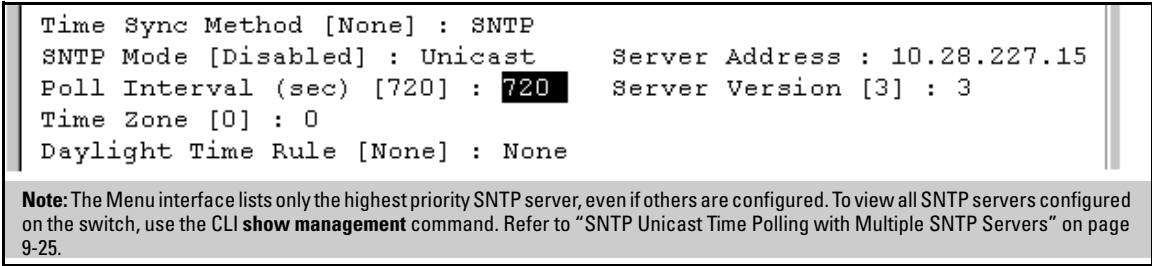 Time Sync Method [None] : SNTP
SNTP Mode [Disabled] : Unicast Server Address : 10.28.227.15
Poll Interval (sec) [720] : 720 Server Version [3] : 3
Time Zone [0] : 0
Daylight Time Rule [None] : None
Note: The Menu interface lists only the highest priority SNTP server, even if others are configured. To view all SNTP servers configured
on the switch, use the CLI show management command. Refer to “SNTP Unicast Time Polling with Multiple SNTP Servers” on page
9-25.